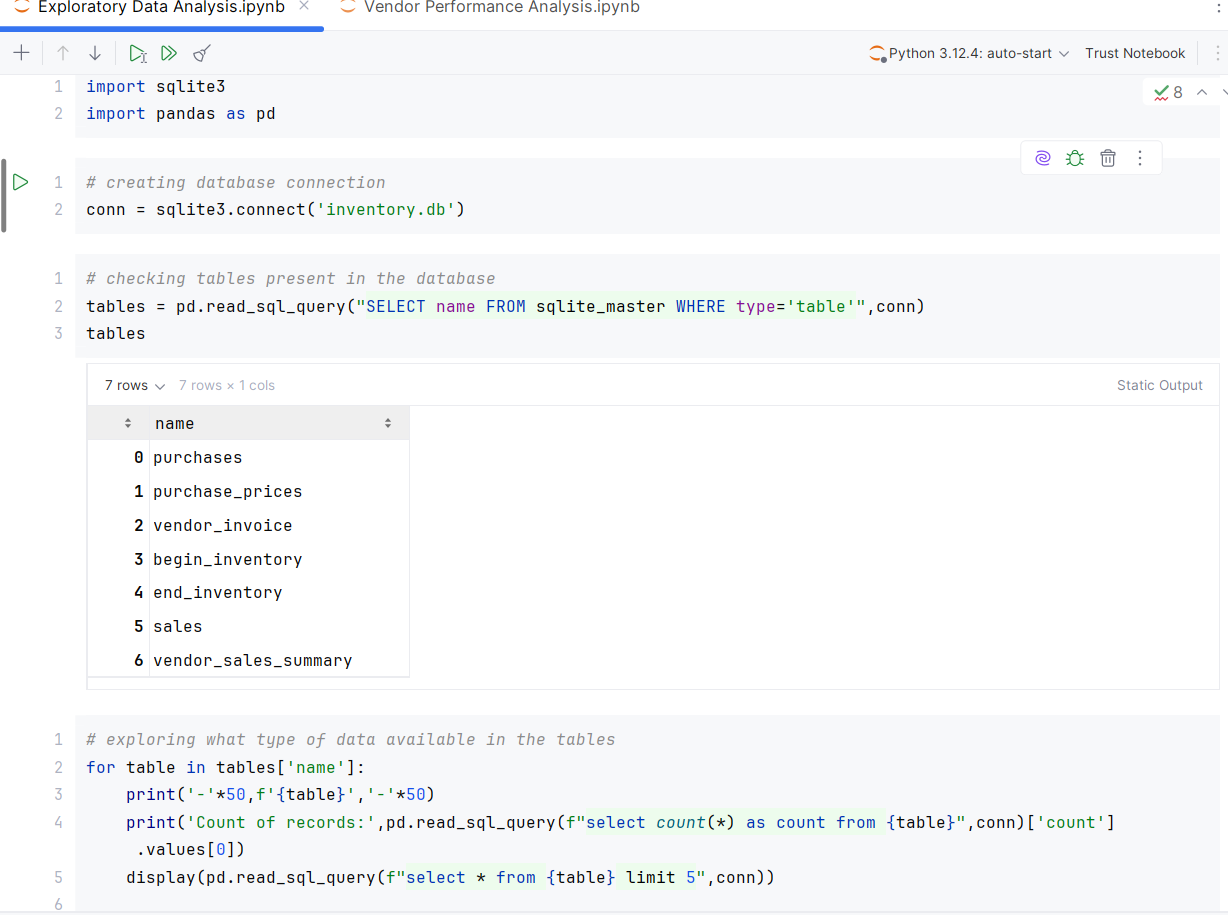 Exploratory Data Analysis.ipynb × Vendor Performance Analysis.ipynb
Python 3.12.4: auto-start Trust Notebook
1 import sqlite3
8
2 import pandas as pd
1 # creating database connection
2 conn = sqlite3.connect('inventory.db')
1 # checking tables present in the database
2 tables = pd.read_sql_query("SELECT name FROM sqlite_master WHERE type='table'",conn)
3 tables
7 rows 7 rows × 1 cols Static Output
name
0 purchases
1 purchase_prices
2 vendor_invoice
3 begin_inventory
4 end_inventory
5 sales
6 vendor_sales_summary
1 # exploring what type of data available in the tables
2 for table in tables['name']:
3 print('-'*50,f'{table}','-'*50)
4 print('Count of records:',pd.read_sql_query(f"select count(*) as count from {table}",conn)['count']
.values[0])
5 display(pd.read_sql_query(f"select * from {table} limit 5",conn))
6